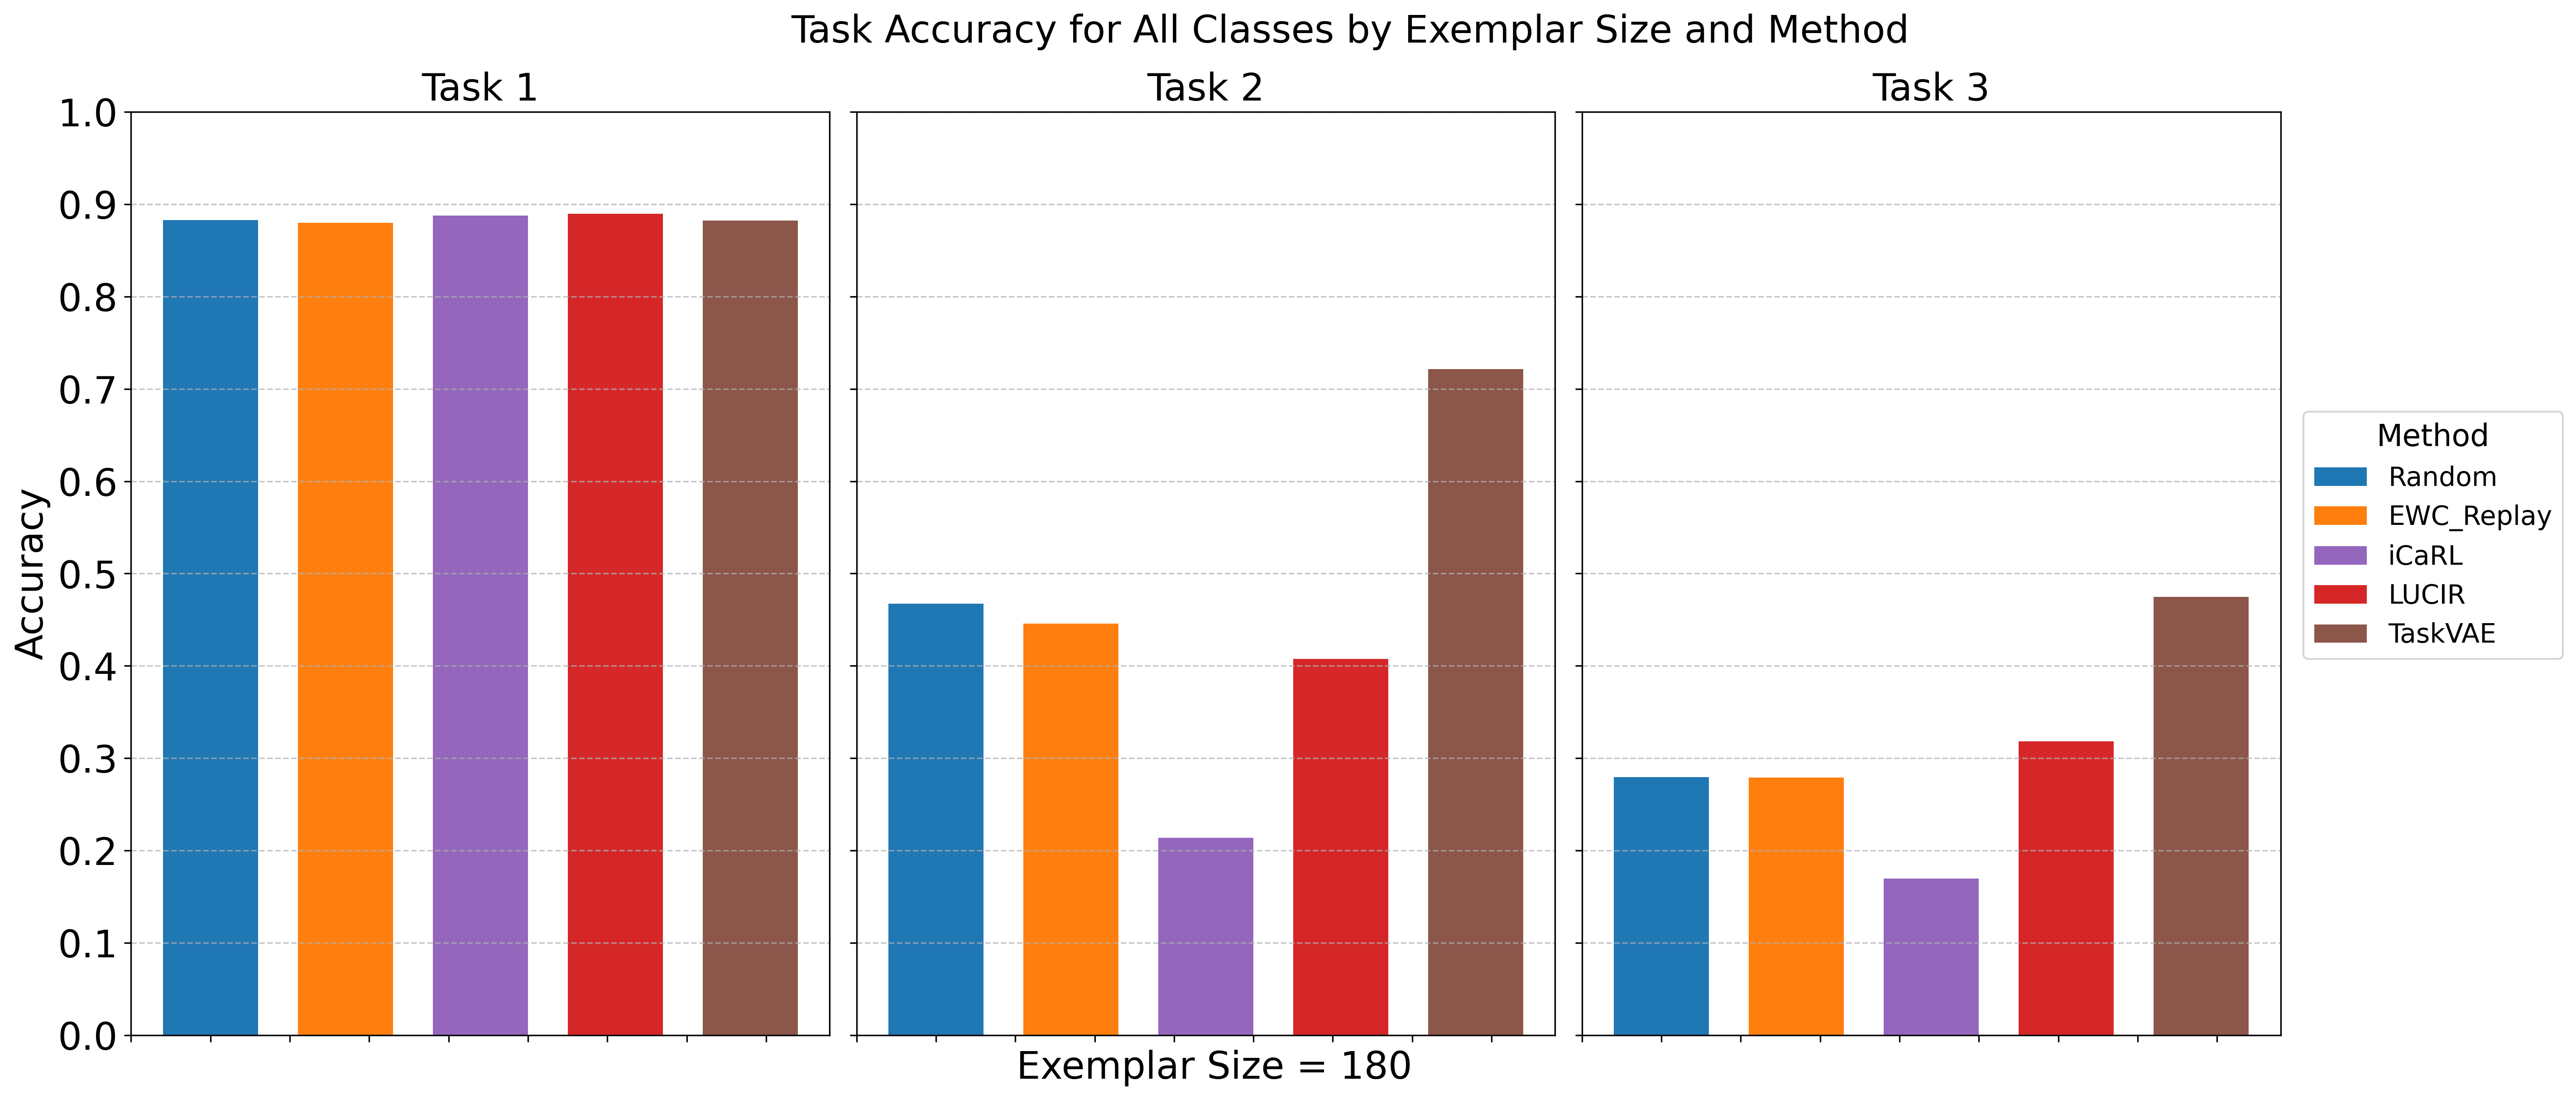 Task Accuracy for All Classes by Exemplar Size and Method
Task 1
Task 2
Task 3
1.0
0.9
0.8
0.7
0.6
0.5
0.4
0.3
0.2
0.1
0.0
Accuracy
Exemplar Size = 180
Method
Random
EWC_Replay
iCaRL
LUCIR
TaskVAE